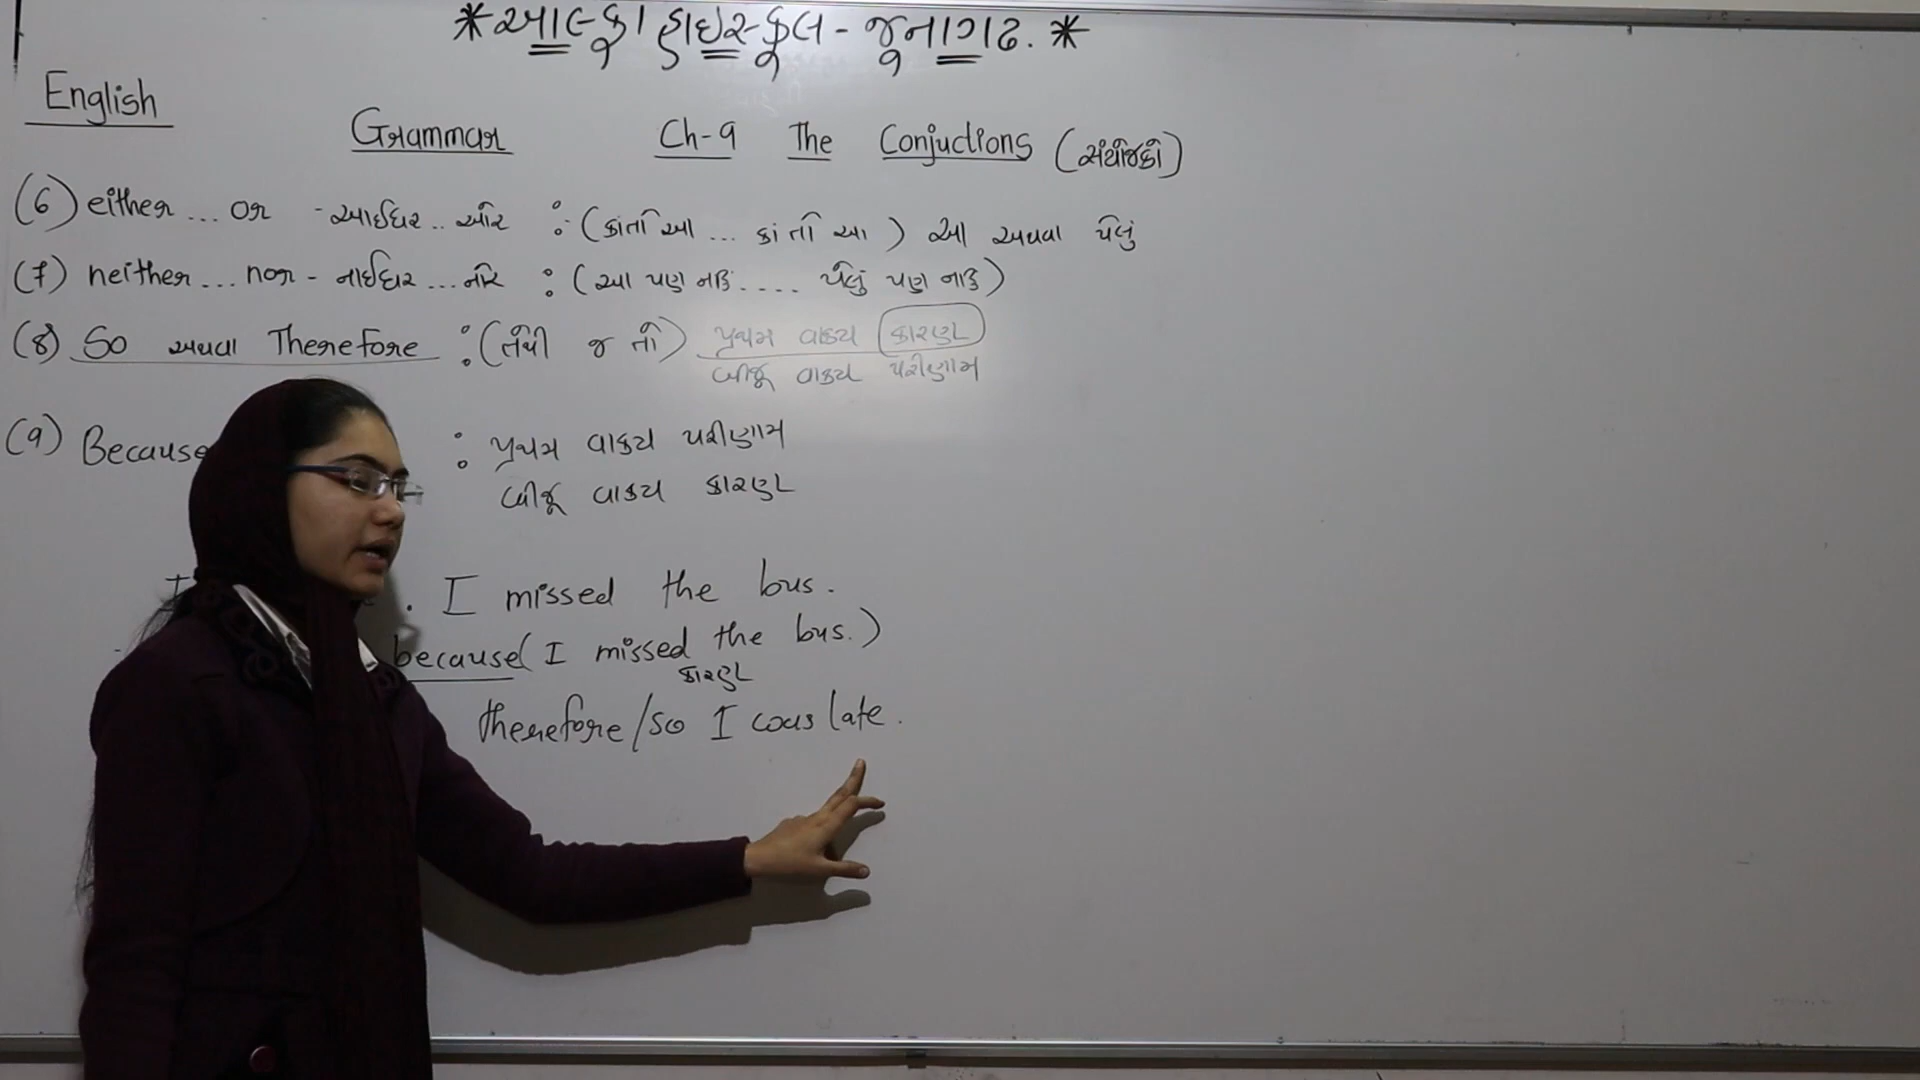 * આલ્ફા હાઇસ્કૂલ - જૂનાગઢ. *
English
Grammar Ch-9 The Conjuctions (સંયોજકો)
(6) either ... or - આઈધર .. ઓર : (કાંતો આ ... કાં તો આ) આ અથવા પેલું
(7) neither ... nor - નાઈધર ... નોર : (આ પણ નહિ .... પેલું પણ નહિ)
(8) So અથવા Therefore : (તેથી જ તો) પ્રથમ વાક્ય કારણ
બીજૂ વાક્ય પરીણામ
(9) Because : પ્રથમ વાક્ય પરીણામ
બીજૂ વાક્ય કારણ
I . I missed the bus.
because (I missed the bus.)
કારણ
therefore/so I was late.